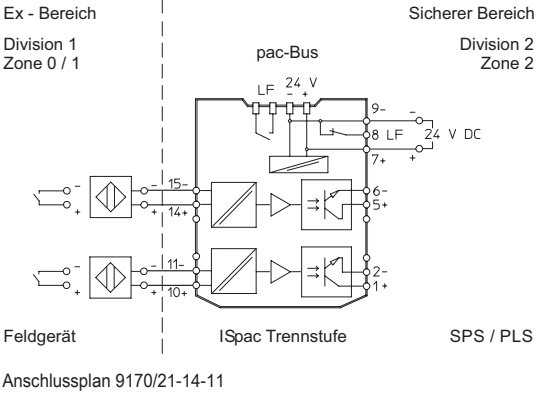 Ex - Bereich
Sicherer Bereich
Division 1
Zone 0 / 1
pac-Bus
Division 2
Zone 2
LF
24 V
- +
9-
-
8 LF
24 V DC
7+
+
-
-
15-
6-
+
+
14+
5+
-
-
11-
2-
+
+
10+
1+
Feldgerät
ISpac Trennstufe
SPS / PLS
Anschlussplan 9170/21-14-11